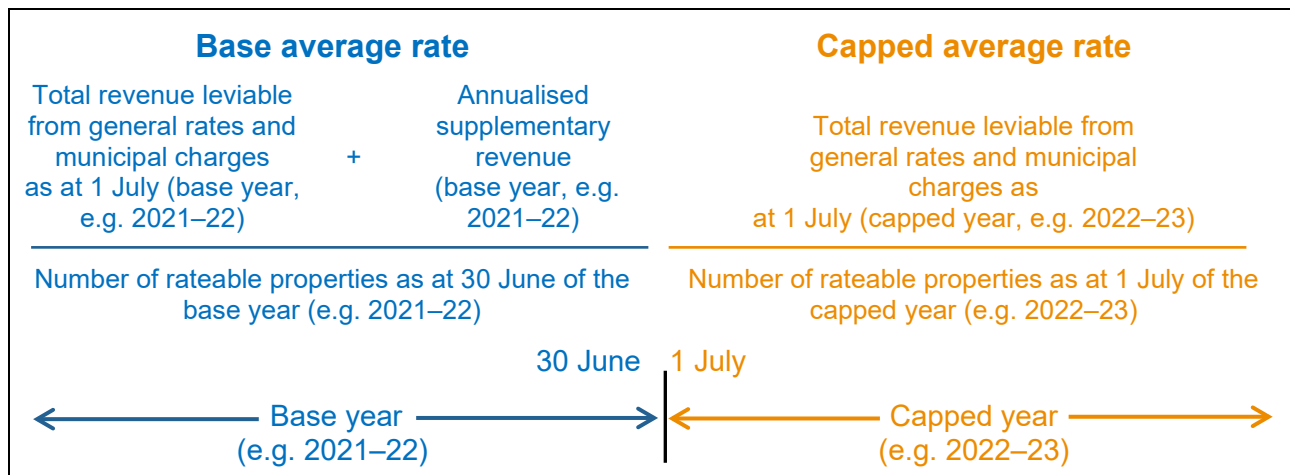 Base average rate
Total revenue leviable
from general rates and
municipal charges
as at 1 July (base year,
e.g. 2021–22)
+
Annualised
supplementary
revenue
(base year, e.g.
2021–22)
Number of rateable properties as at 30 June of the
base year (e.g. 2021–22)
Capped average rate
Total revenue leviable from
general rates and municipal
charges as
at 1 July (capped year, e.g. 2022–23)
Number of rateable properties as at 1 July of the
capped year (e.g. 2022–23)
30 June
1 July
Base year
(e.g. 2021–22)
Capped year
(e.g. 2022–23)